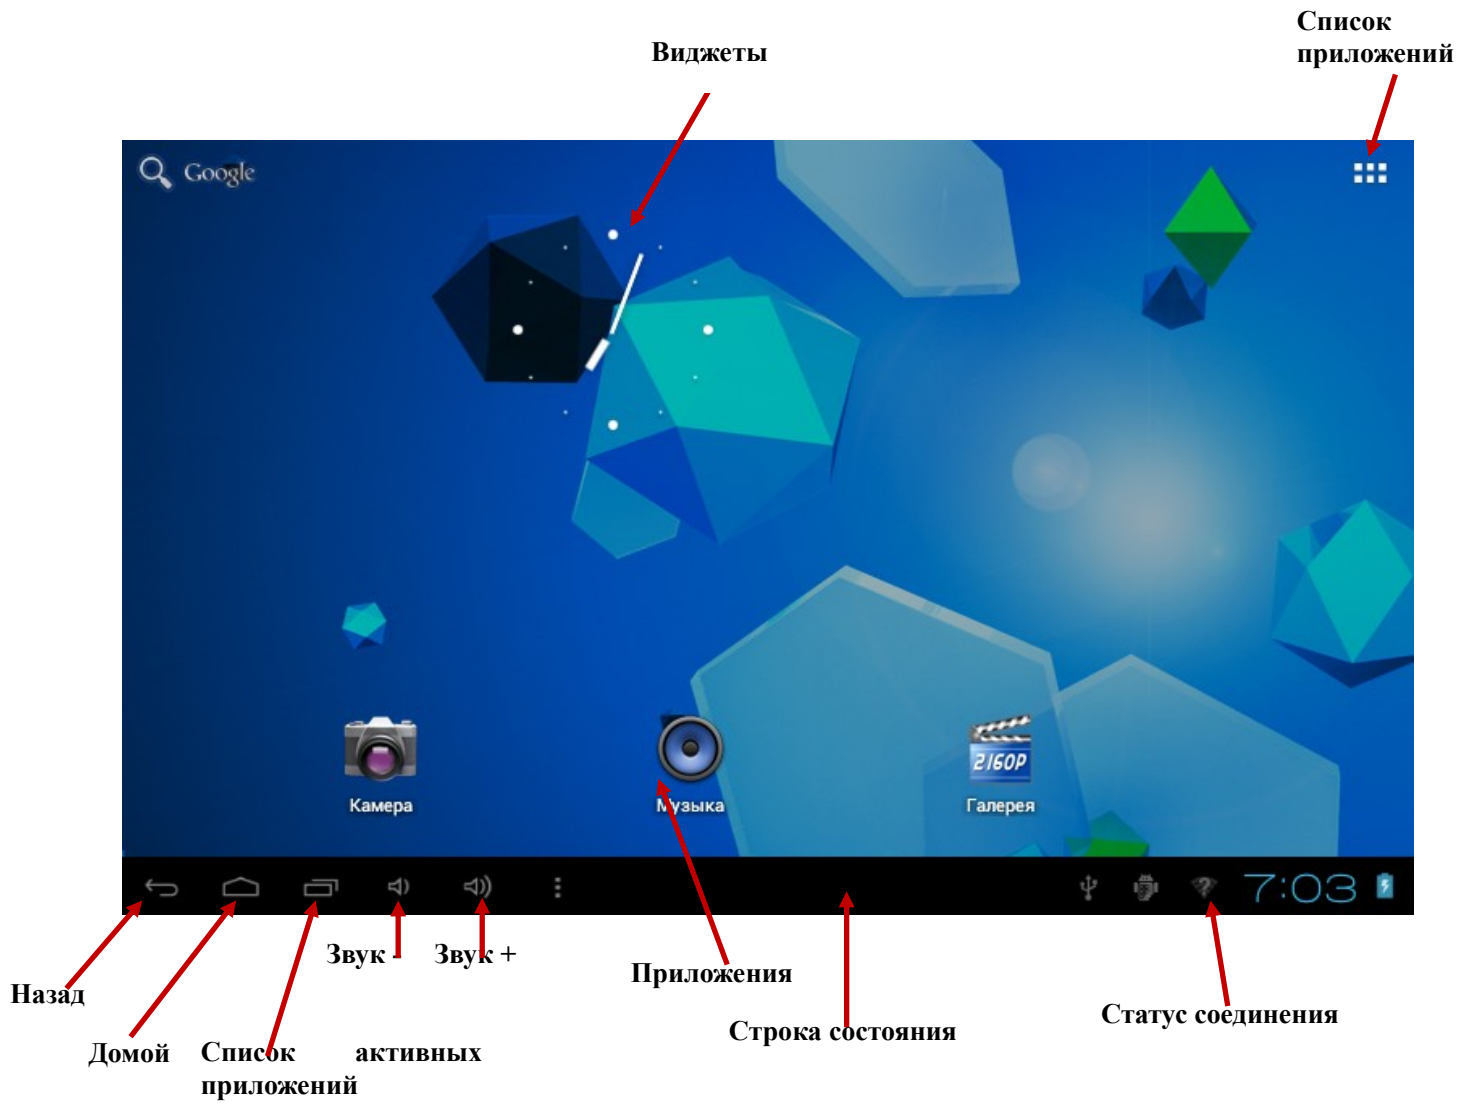 Список
приложений
Виджеты
Google
2160P
Камера
Музыка
Галерея
7:03
Звук -
Звук +
Приложения
Назад
Статус соединения
Строка состояния
Домой
Список активных
приложений